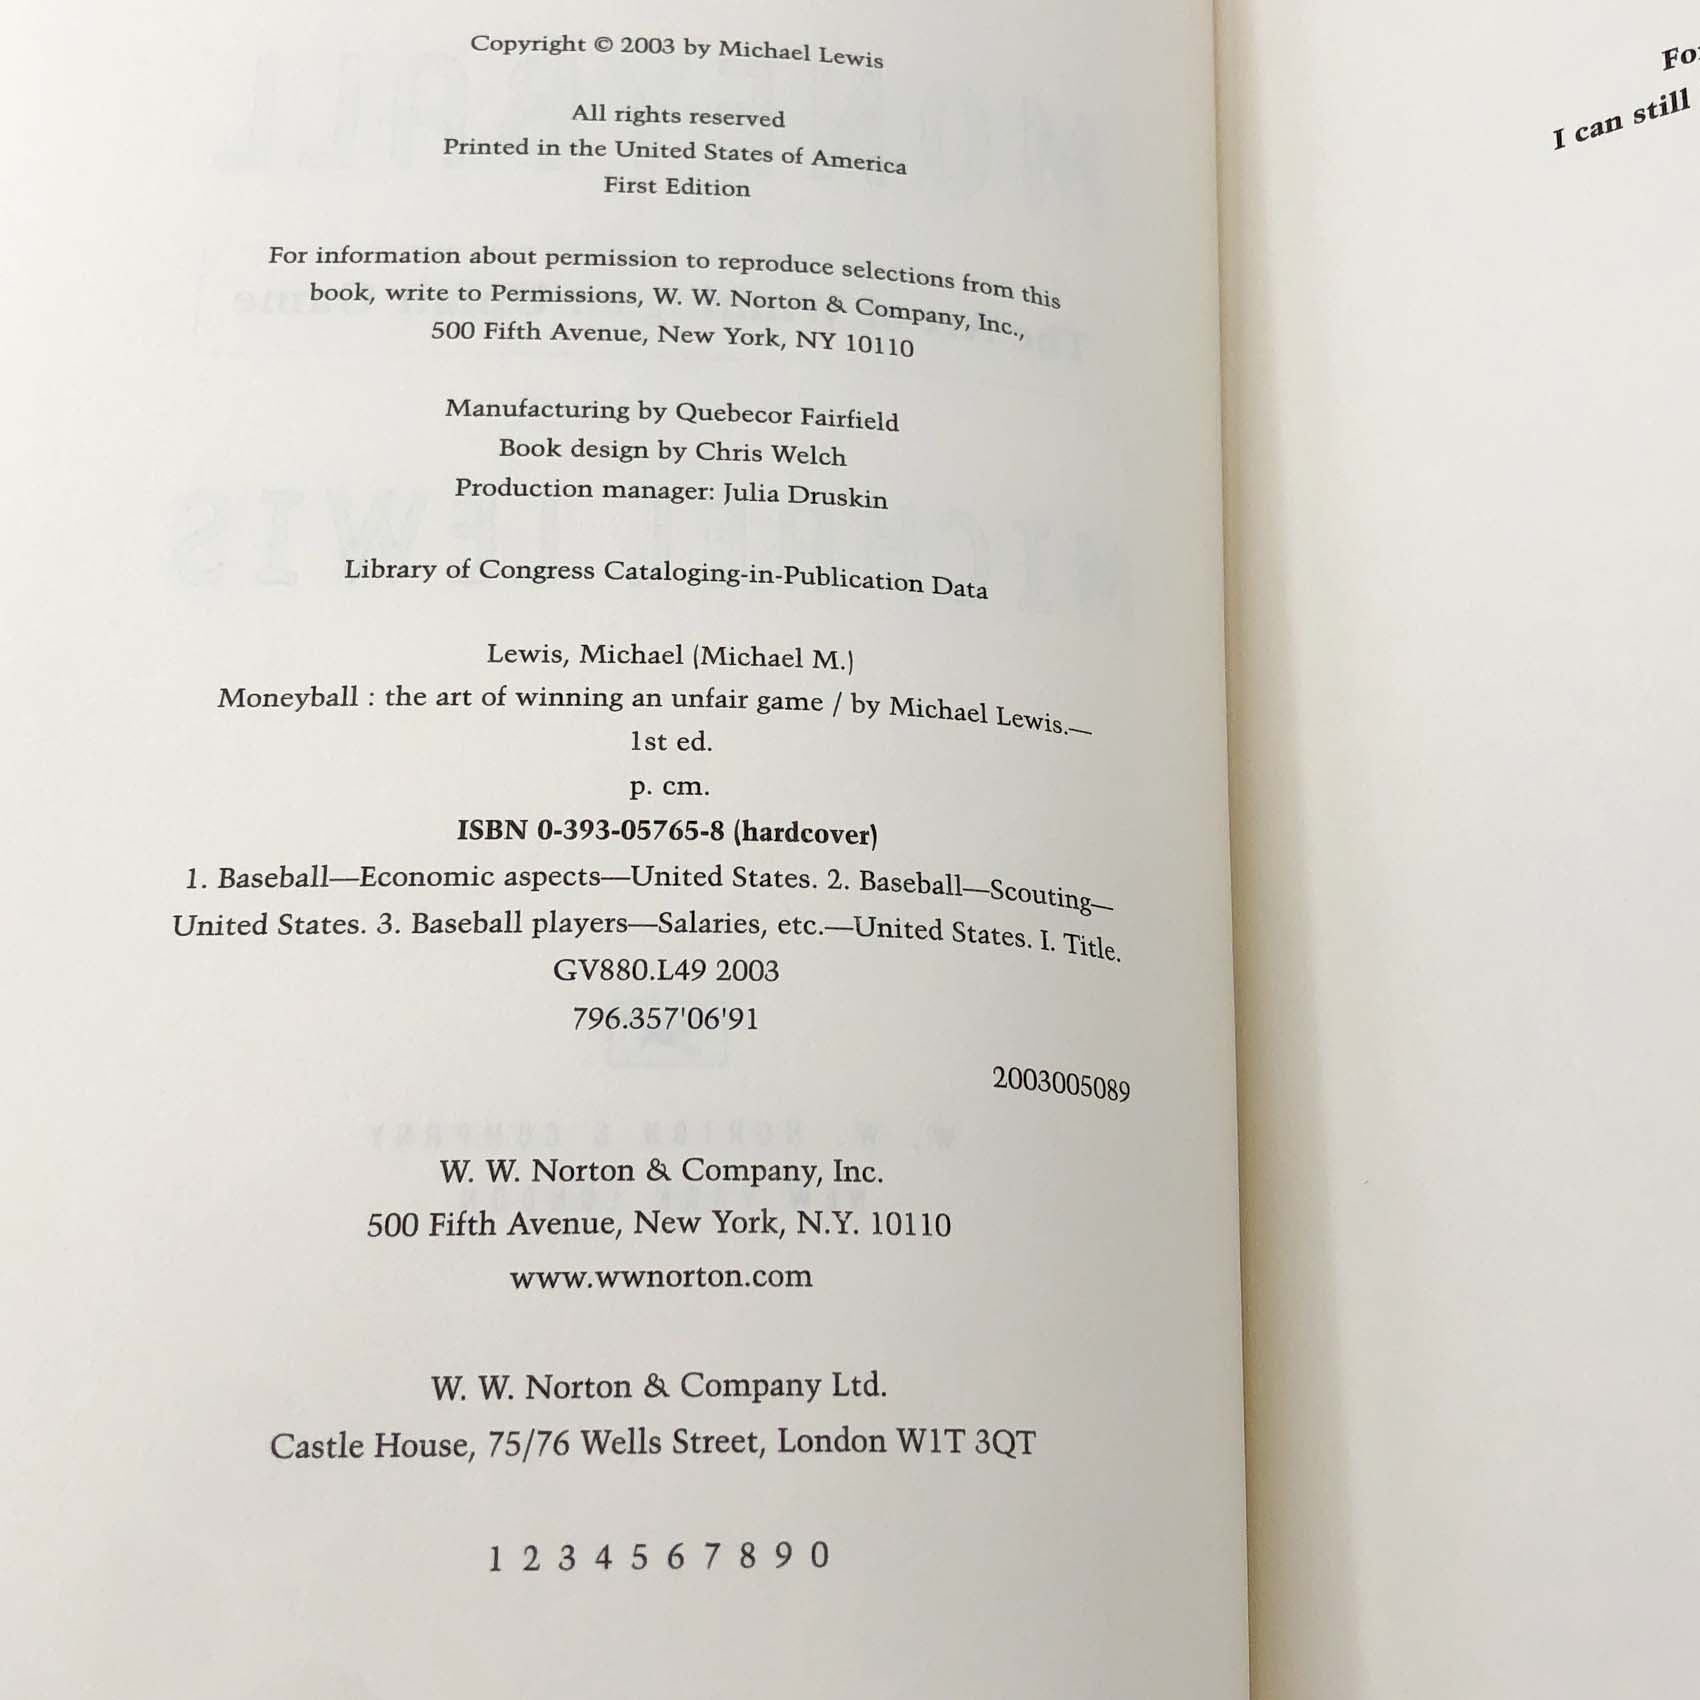 Copyright © 2003 by Michael Lewis
All rights reserved
Printed in the United States of America
First Edition
For information about permission to reproduce selections from this
book, write to Permissions, W. W. Norton & Company, Inc.,
500 Fifth Avenue, New York, NY 10110
Manufacturing by Quebecor Fairfield
Book design by Chris Welch
Production manager: Julia Druskin
Library of Congress Cataloging-in-Publication Data
Lewis, Michael (Michael M.)
Moneyball : the art of winning an unfair game / by Michael Lewis.—
1st ed.
p. cm.
ISBN 0-393-05765-8 (hardcover)
1. Baseball—Economic aspects—United States. 2. Baseball—Scouting—
United States. 3. Baseball players—Salaries, etc.—United States. I. Title.
GV880.L49 2003
796.357'06'91
2003005089
W. W. Norton & Company, Inc.
500 Fifth Avenue, New York, N.Y. 10110
www.wwnorton.com
W. W. Norton & Company Ltd.
Castle House, 75/76 Wells Street, London W1T 3QT
1 2 3 4 5 6 7 8 9 0
I can still